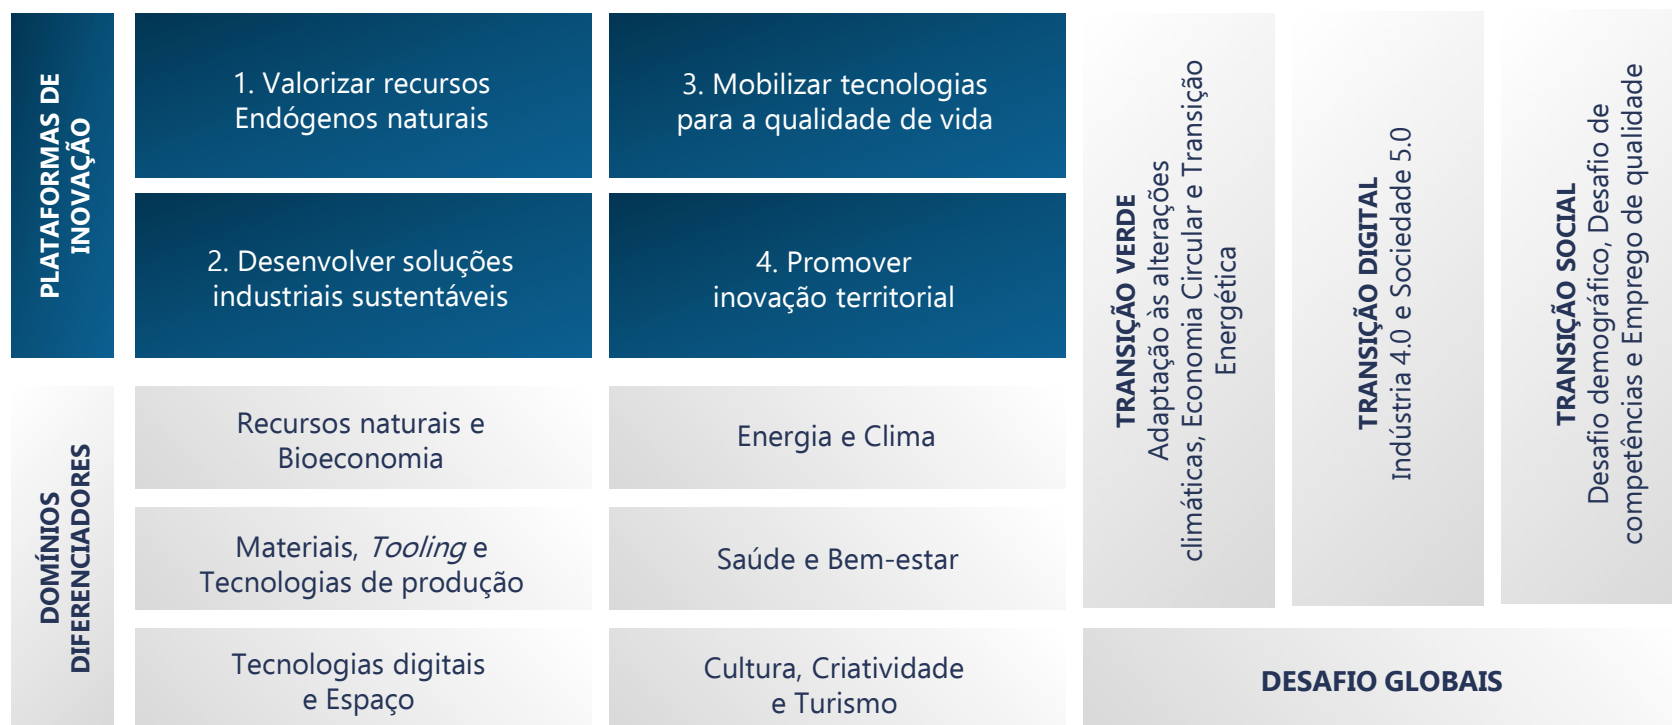 PLATAFORMAS DE
INOVAÇÃO
1. Valorizar recursos
Endógenos naturais
3. Mobilizar tecnologias
para a qualidade de vida
2. Desenvolver soluções
industriais sustentáveis
4. Promover
inovação territorial
DOMÍNIOS
DIFERENCIADORES
Recursos naturais e
Bioeconomia
Energia e Clima
Materiais, Tooling e
Tecnologias de produção
Saúde e Bem-estar
Tecnologias digitais
e Espaço
Cultura, Criatividade
e Turismo
TRANSIÇÃO VERDE
Adaptação às alterações
climáticas, Economia Circular e Transição
Energética
TRANSIÇÃO DIGITAL
Indústria 4.0 e Sociedade 5.0
TRANSIÇÃO SOCIAL
Desafio demográfico, Desafio de
competências e Emprego de qualidade
DESAFIO GLOBAIS